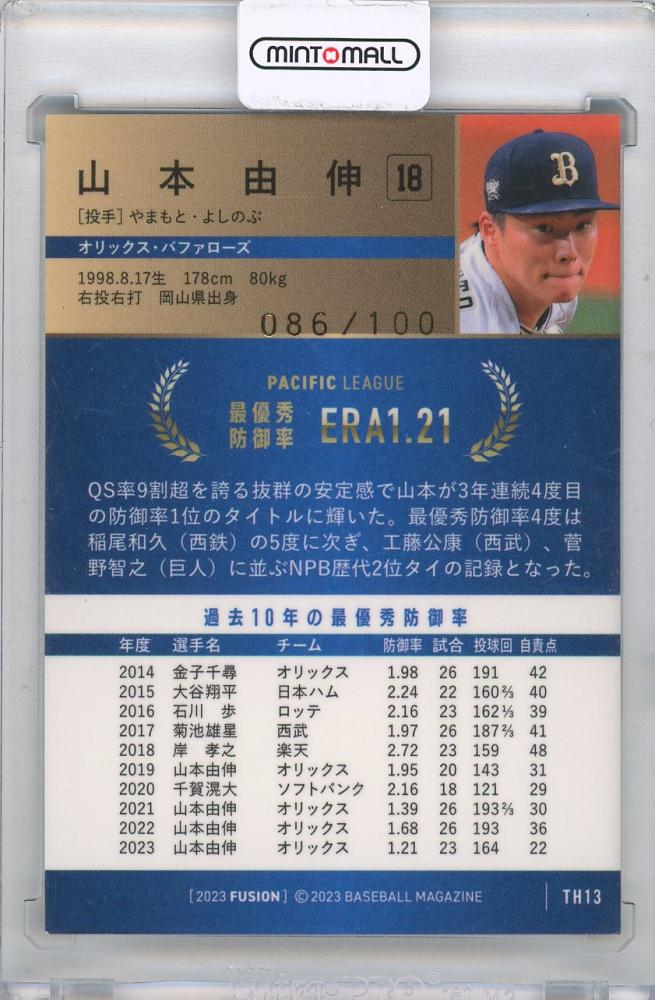 MINT MALL
山本由伸 18
[投手]やまもと・よしのぶ
オリックス・バファローズ
1998.8.17生 178cm 80kg
右投右打 岡山県出身
086/100
B
PACIFIC LEAGUE
最優秀防御率 ERA1.21
QS率9割超を誇る抜群の安定感で山本が3年連続4度目
の防御率1位のタイトルに輝いた。最優秀防御率4度は
稲尾和久（西鉄）の5度に次ぎ、工藤公康（西武）、菅
野智之（巨人）に並ぶNPB歴代2位タイの記録となった。
過去10年の最優秀防御率
年度 選手名 チーム 防御率 試合 投球回 自責点
2014 金子千尋 オリックス 1.98 26 191 42
2015 大谷翔平 日本ハム 2.24 22 160⅔ 40
2016 石川 歩 ロッテ 2.16 23 162⅓ 39
2017 菊池雄星 西武 1.97 26 187⅔ 41
2018 岸 孝之 楽天 2.72 23 159 48
2019 山本由伸 オリックス 1.95 20 143 31
2020 千賀滉大 ソフトバンク 2.16 18 121 29
2021 山本由伸 オリックス 1.39 26 193⅔ 30
2022 山本由伸 オリックス 1.68 26 193 36
2023 山本由伸 オリックス 1.21 23 164 22
[2023 FUSION] ©2023 BASEBALL MAGAZINE TH13